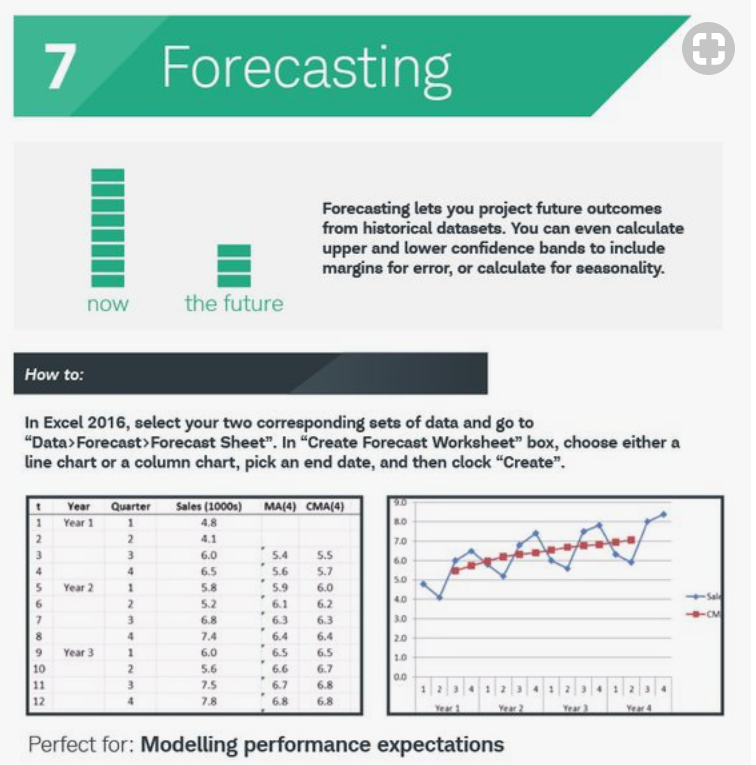 7 Forecasting
Forecasting lets you project future outcomes
from historical datasets. You can even calculate
upper and lower confidence bands to include
margins for error, or calculate for seasonality.
now the future
How to:
In Excel 2016, select your two corresponding sets of data and go to
“Data>Forecast>Forecast Sheet”. In “Create Forecast Worksheet” box, choose either a
line chart or a column chart, pick an end date, and then clock “Create”.
t Year Quarter Sales (1000s) MA(4) CMA(4)
1 Year 1 1 4.8
2 2 4.1
3 3 6.0 5.4 5.5
4 4 6.5 5.6 5.7
5 Year 2 1 5.8 5.9 6.0
6 2 5.2 6.1 6.2
7 3 6.8 6.3 6.3
8 4 7.4 6.4 6.4
9 Year 3 1 6.0 6.5 6.5
10 2 5.6 6.6 6.7
11 3 7.5 6.7 6.8
12 4 7.8 6.8 6.8
9.0
8.0
7.0
6.0
5.0
4.0
3.0
2.0
1.0
0.0
Sale
CM
1 2 3 4 1 2 3 4 1 2 3 4 1 2 3 4
Year 1 Year 2 Year 3 Year 4
Perfect for: Modelling performance expectations